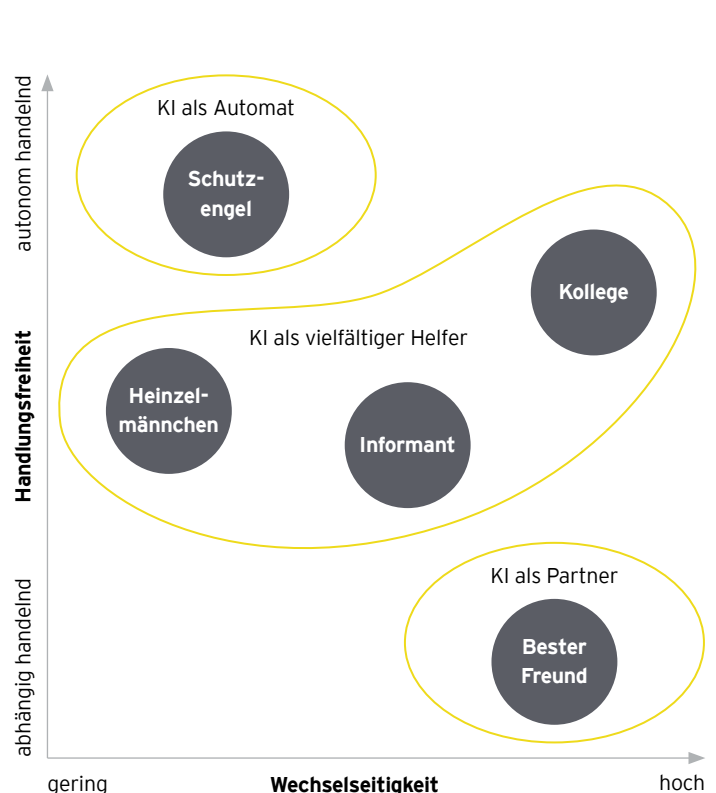 autonom handelnd
KI als Automat
Schutz-
engel
Kollege
KI als vielfältiger Helfer
Handlungsfreiheit
Heinzel-
männchen
Informant
KI als Partner
abhängig handelnd
Bester
Freund
gering
Wechselseitigkeit
hoch